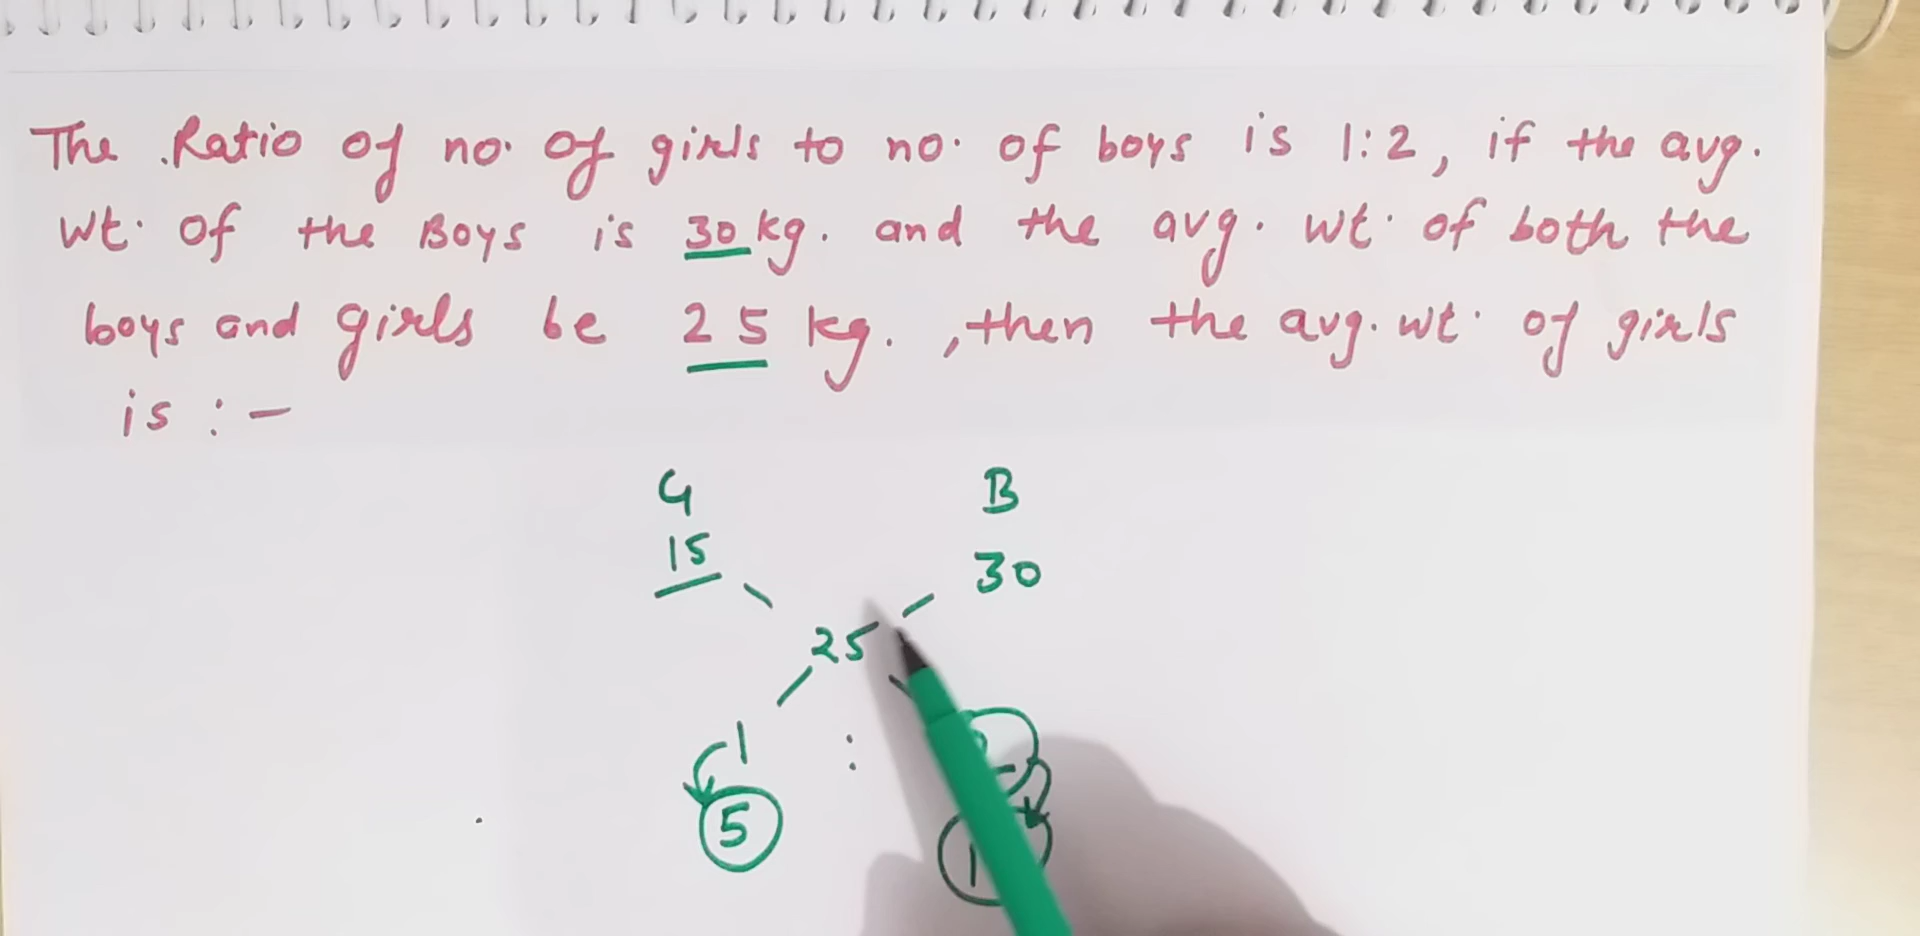 The Ratio of no. of girls to no. of boys is 1:2, if the avg.
wt. of the Boys is 30 kg. and the avg. wt. of both the
boys and girls be 25 kg., then the avg. wt. of girls
is :-
G B
15 30
25
1 :
5